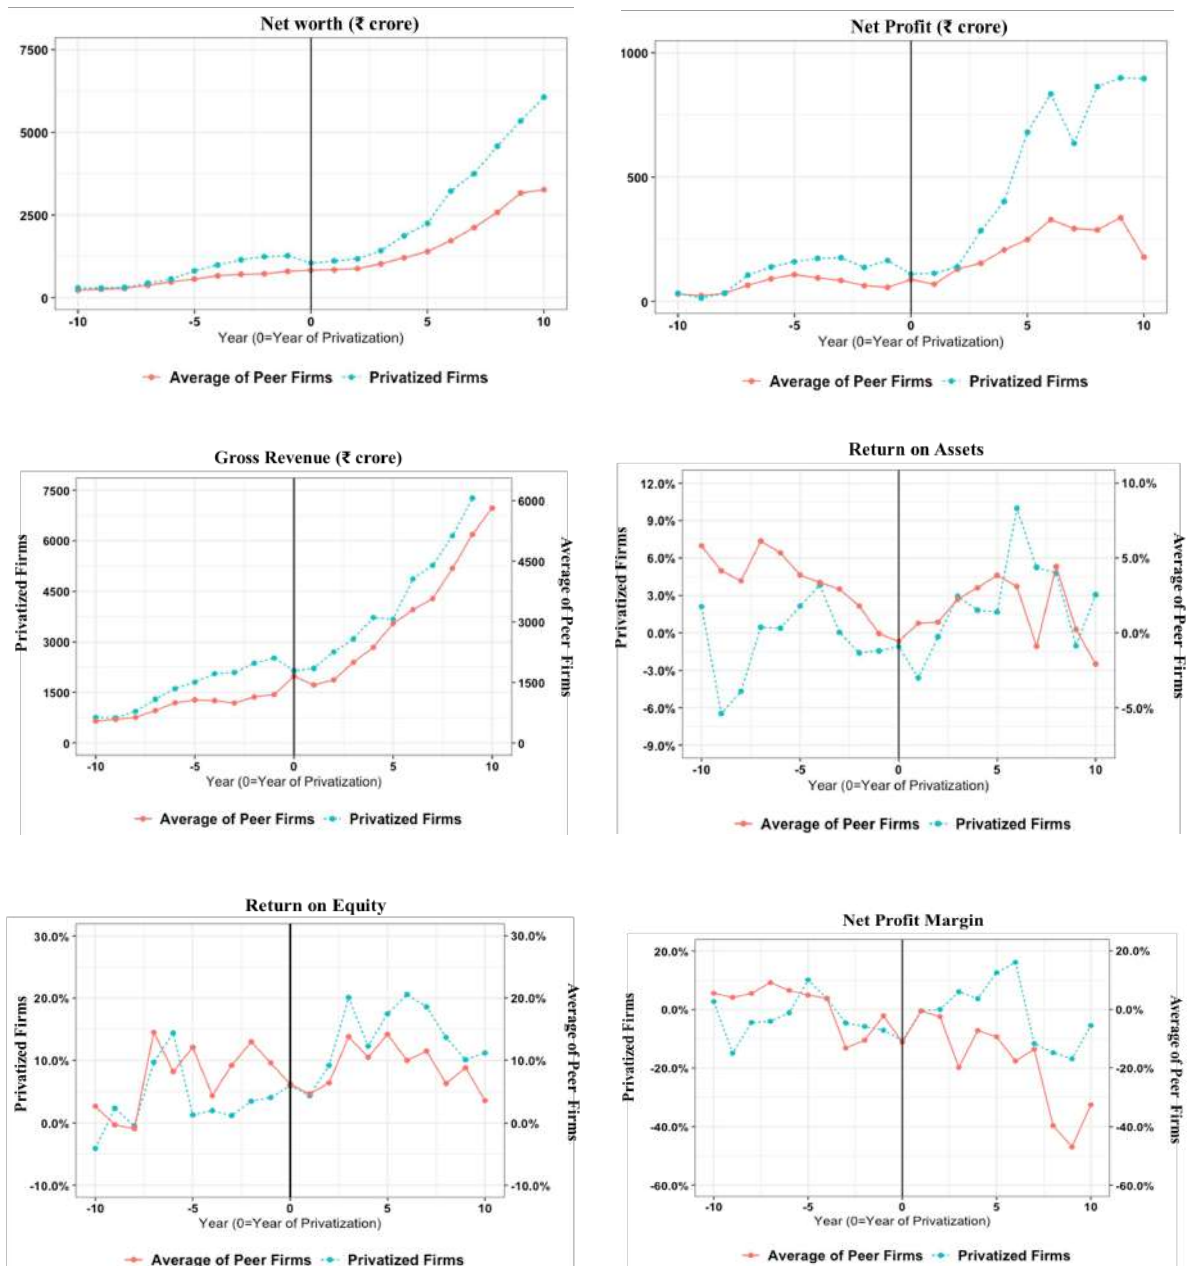 Net worth (₹ crore)
7500
5000
2500
0
-10 -5 0 5 10
Year (0=Year of Privatization)
Average of Peer Firms Privatized Firms
Net Profit (₹ crore)
1000
500
0
-10 -5 0 5 10
Year (0=Year of Privatization)
Average of Peer Firms Privatized Firms
Gross Revenue (₹ crore)
Privatized Firms
7500
6000
4500
3000
1500
0
6000
4500
3000
1500
0
Average of Peer Firms
-10 -5 0 5 10
Year (0=Year of Privatization)
Average of Peer Firms Privatized Firms
Return on Assets
Privatized Firms
12.0%
9.0%
6.0%
3.0%
0.0%
-3.0%
-6.0%
-9.0%
10.0%
5.0%
0.0%
-5.0%
Average of Peer Firms
-10 -5 0 5 10
Year (0=Year of Privatization)
Average of Peer Firms Privatized Firms
Return on Equity
Privatized Firms
30.0%
20.0%
10.0%
0.0%
-10.0%
30.0%
20.0%
10.0%
0.0%
-10.0%
Average of Peer Firms
-10 -5 0 5 10
Year (0=Year of Privatization)
Average of Peer Firms Privatized Firms
Net Profit Margin
Privatized Firms
20.0%
0.0%
-20.0%
-40.0%
-60.0%
20.0%
0.0%
-20.0%
-40.0%
-60.0%
Average of Peer Firms
-10 -5 0 5 10
Year (0=Year of Privatization)
Average of Peer Firms Privatized Firms